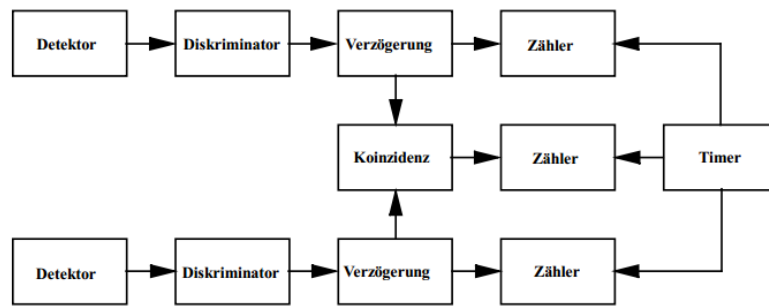 Detektor
Diskriminator
Verzögerung
Zähler
Koinzidenz
Zähler
Timer
Detektor
Diskriminator
Verzögerung
Zähler